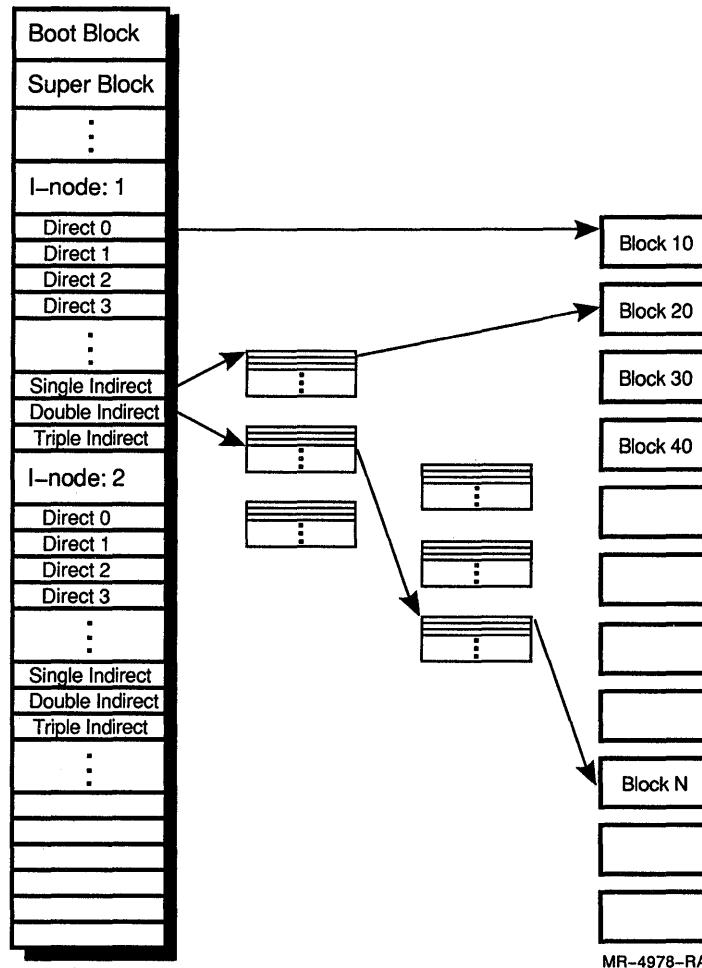 Boot Block
Super Block
I–node: 1
Direct 0
Direct 1
Direct 2
Direct 3
Single Indirect
Double Indirect
Triple Indirect
I–node: 2
Direct 0
Direct 1
Direct 2
Direct 3
Single Indirect
Double Indirect
Triple Indirect
Block 10
Block 20
Block 30
Block 40
Block N
MR–4978–RA